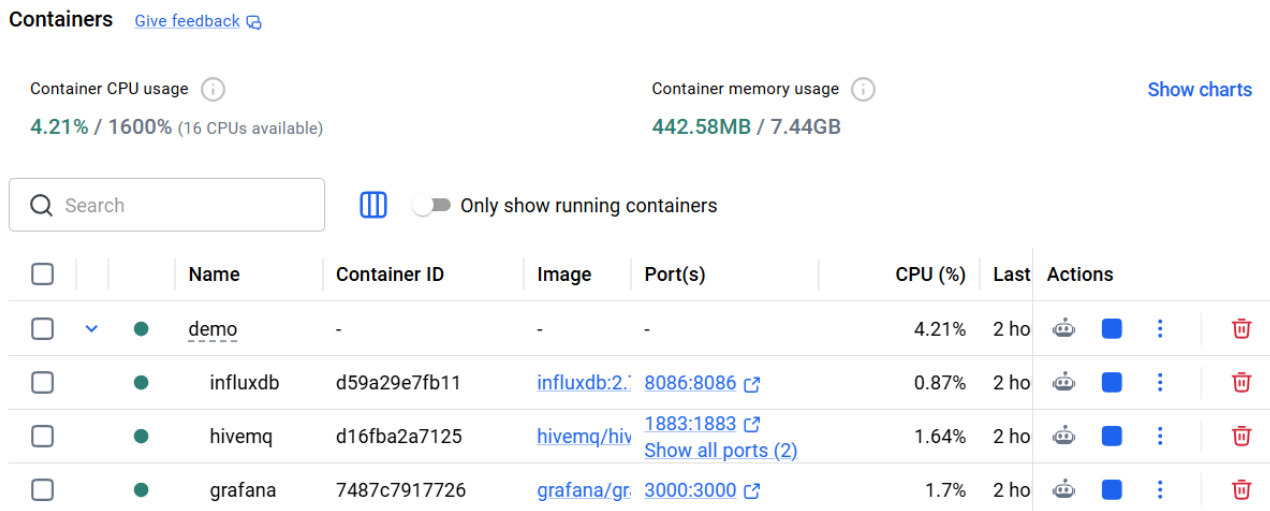 Containers Give feedback
Container CPU usage Container memory usage Show charts
4.21% / 1600% (16 CPUs available) 442.58MB / 7.44GB
Search Only show running containers
Name Container ID Image Port(s) CPU (%) Last Actions
demo - - - 4.21% 2 ho
influxdb d59a29e7fb11 influxdb:2. 8086:8086 0.87% 2 ho
hivemq d16fba2a7125 hivemq/hiv 1883:1883 1.64% 2 ho
Show all ports (2)
grafana 7487c7917726 grafana/gr 3000:3000 1.7% 2 ho